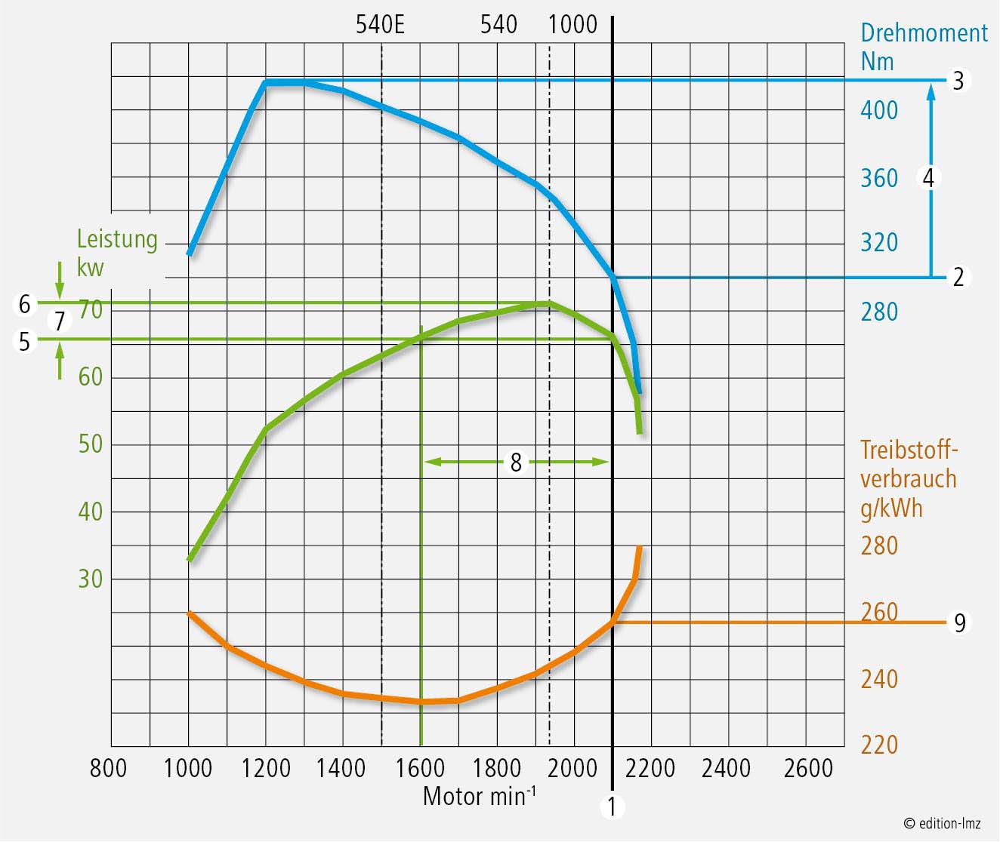 540E 540 1000
Drehmoment
Nm
3
400
360
4
320
2
280
Leistung
kw
6
7
5
70
60
50
40
30
8
Treibstoff-
verbrauch
g/kWh
280
260
9
240
220
800 1000 1200 1400 1600 1800 2000 2200 2400 2600
Motor min-1
1
© edition-lmz